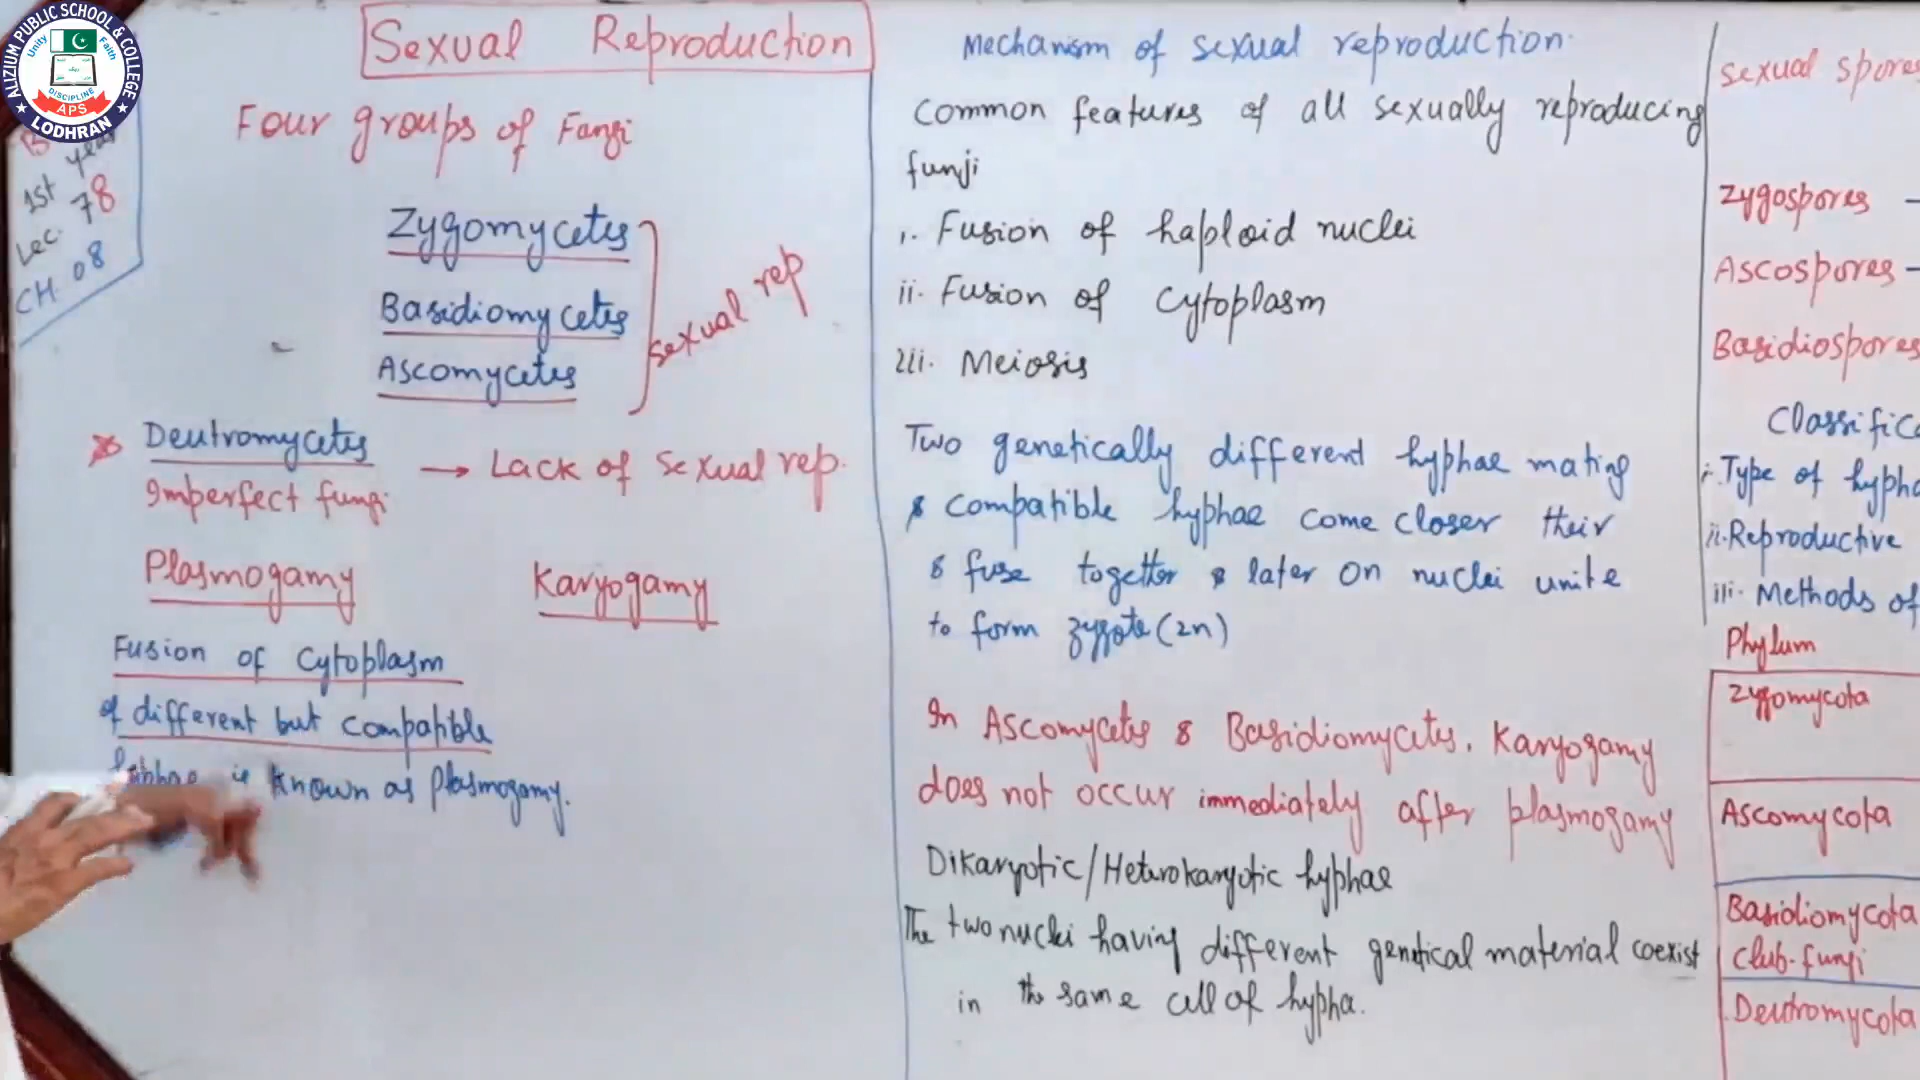 ALIZIUM PUBLIC SCHOOL & COLLEGE
Unity
Faith
DISCIPLINE
APS
LODHRAN
1st year
Lec. 78
CH. 08
Sexual Reproduction
Four groups of Fangi
Zygomycetes
Basidiomycetes
Ascomycetes
sexual rep
Deutromycetes
Imperfect fungi
→ Lack of sexual rep.
Plasmogamy
Karyogamy
Fusion of Cytoplasm
of different but compatible
is known as plasmogamy.
Mechanism of sexual reproduction.
Common features of all sexually reproducing
funji
i. Fusion of haploid nuclei
ii. Fusion of cytoplasm
iii. Meiosis
Two genetically different hyphae mating
& compatible hyphae come closer their
& fuse together & later on nuclei unite
to form zygote (2n)
In Ascomycetes & Basidiomycetes, Karyogamy
does not occur immediately after plasmogamy
Dikaryotic/Heterokaryotic hyphae
The two nuclei having different genetical material coexist
in the same cell of hypha.
Sexual spores
Zygospores -
Ascospores -
Basidiospores
Classific
i. Type of hypha
ii. Reproductive
iii. Methods of
Phylum
Zygomycota
Ascomycota
Basidiomycota
Club-fungi
Deutromycota